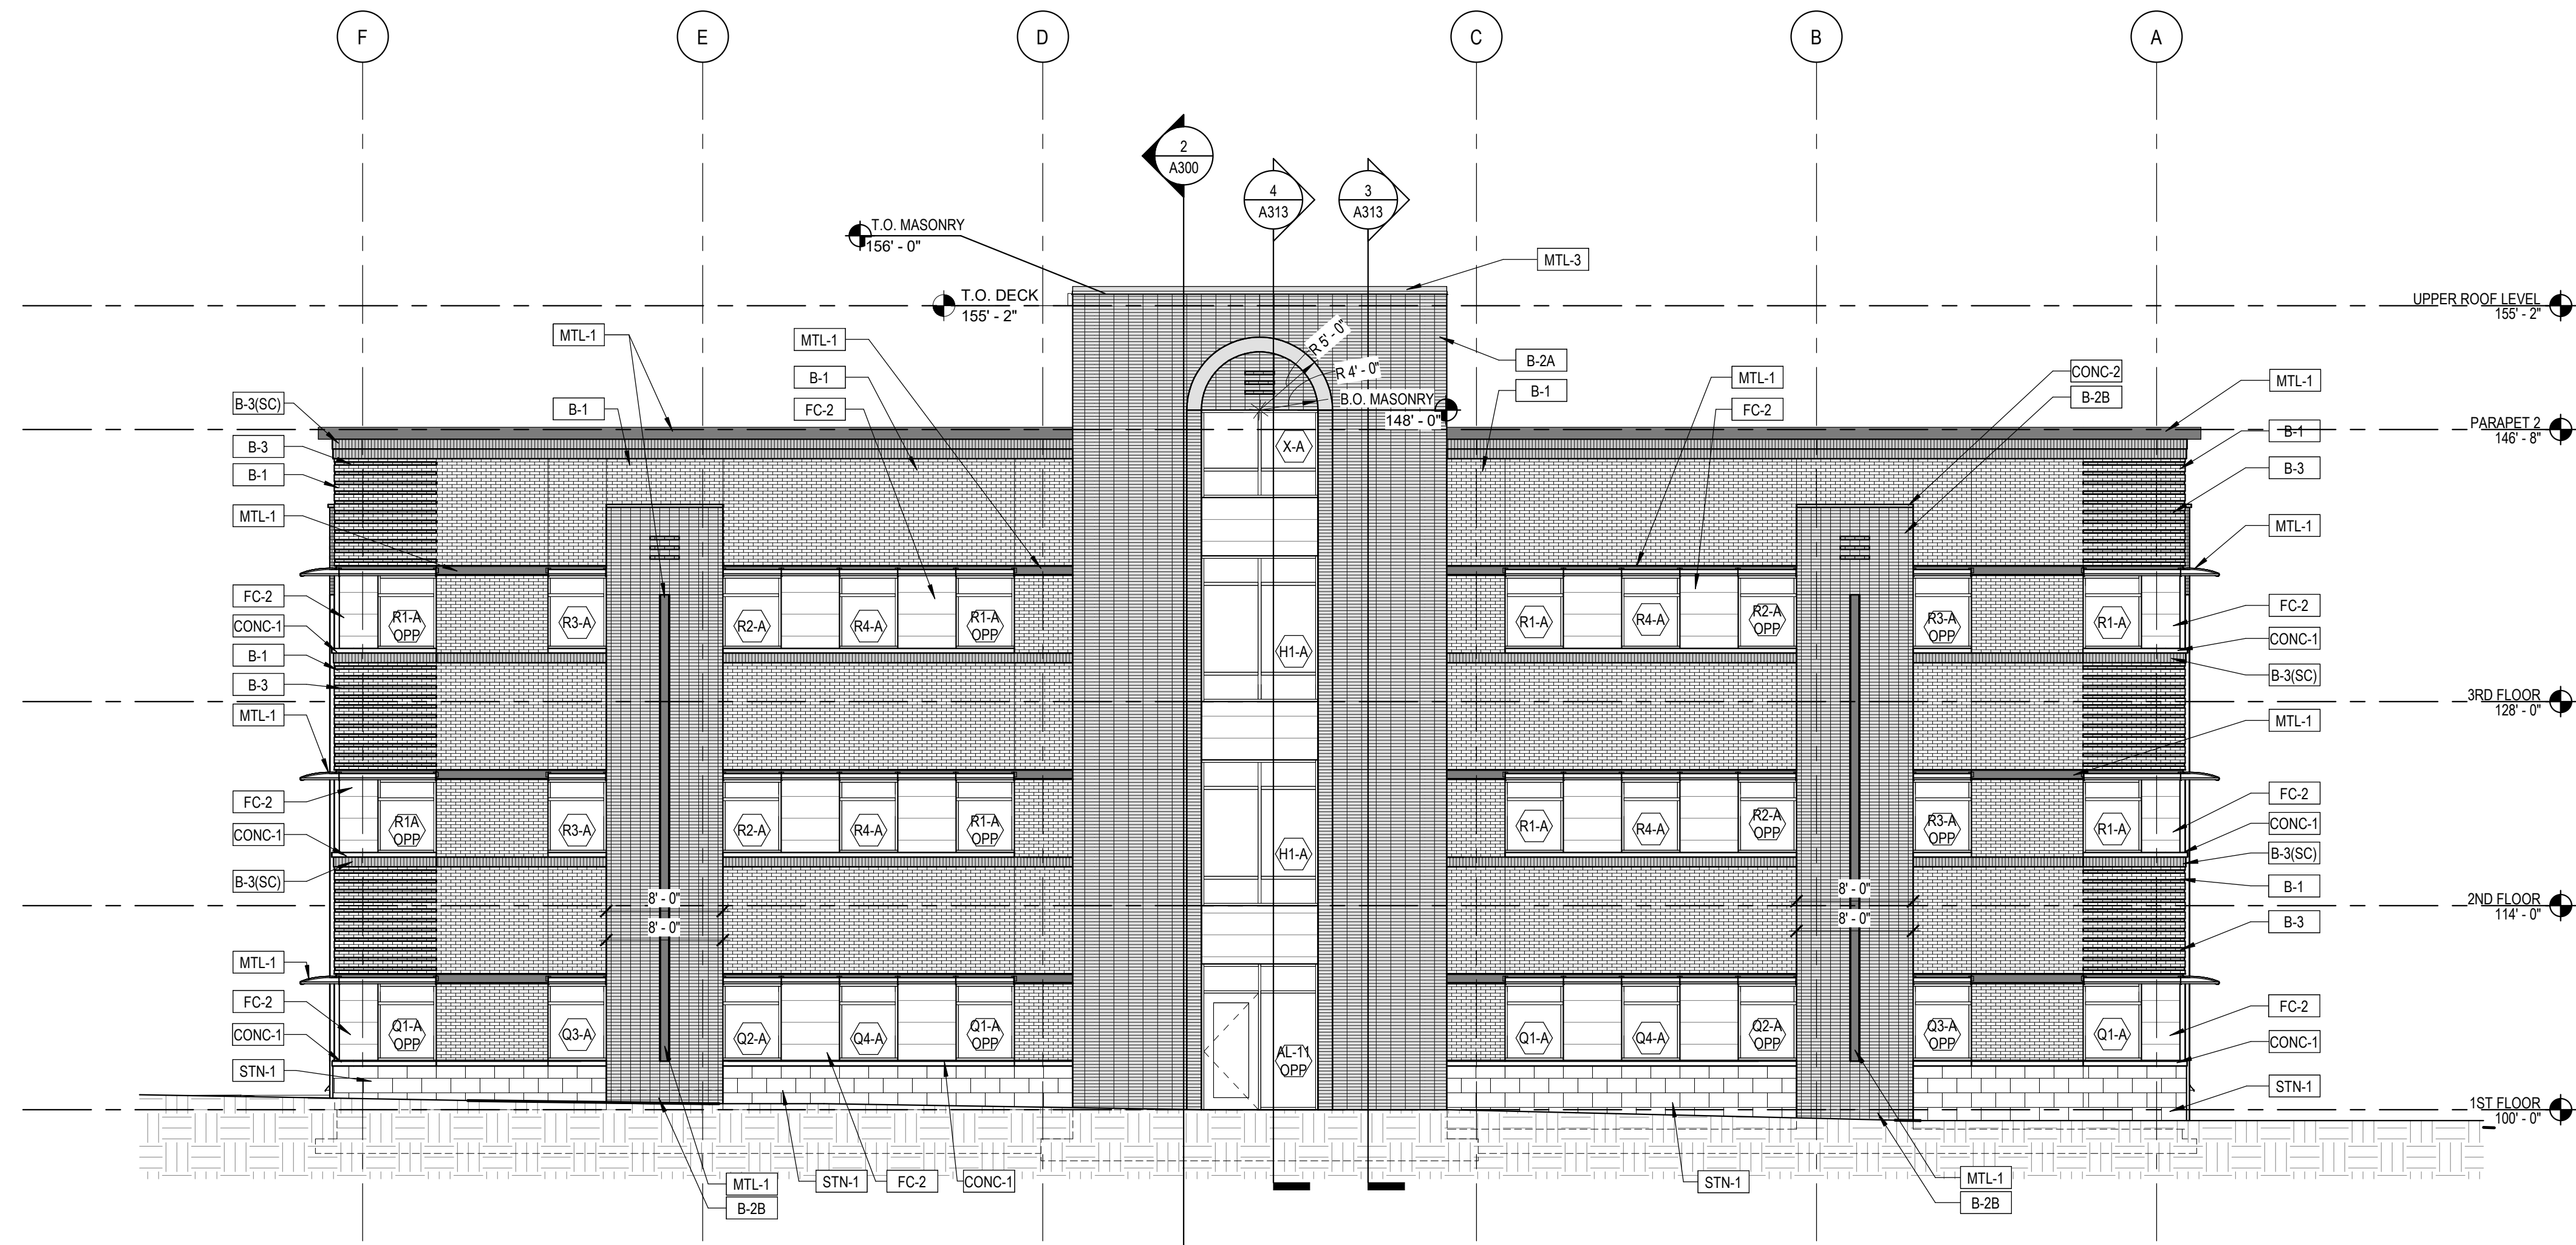 F
E
D
C
B
A
2
A300
4
A313
3
A313
T.O. MASONRY
156' - 0"
MTL-3
T.O. DECK
155' - 2"
UPPER ROOF LEVEL
155' - 2"
MTL-1
MTL-1
R 5' - 0"
B-2A
R 4' - 0"
CONC-2
B-1
MTL-1
MTL-1
B-1
B-2B
B-3(SC)
B-1
FC-2
B.O. MASONRY
148' - 0"
FC-2
PARAPET 2
146' - 8"
B-1
B-3
X-A
B-1
B-3
MTL-1
MTL-1
FC-2
FC-2
R1-A
OPP
R3-A
R2-A
R4-A
R1-A
OPP
R1-A
R4-A
R2-A
OPP
R3-A
OPP
R1-A
CONC-1
CONC-1
B-1
H1-A
B-3(SC)
B-3
3RD FLOOR
128' - 0"
MTL-1
MTL-1
FC-2
FC-2
R1A
OPP
R3-A
R2-A
R4-A
R1-A
OPP
R1-A
R4-A
R2-A
OPP
R3-A
OPP
R1-A
CONC-1
CONC-1
H1-A
B-3(SC)
B-3(SC)
B-1
8' - 0"
8' - 0"
2ND FLOOR
114' - 0"
8' - 0"
8' - 0"
B-3
MTL-1
FC-2
FC-2
Q1-A
OPP
Q3-A
Q2-A
Q4-A
Q1-A
OPP
Q1-A
Q4-A
Q2-A
OPP
Q3-A
OPP
Q1-A
CONC-1
CONC-1
AL-11
OPP
STN-1
STN-1
1ST FLOOR
100' - 0"
MTL-1
STN-1
FC-2
CONC-1
STN-1
MTL-1
B-2B
B-2B